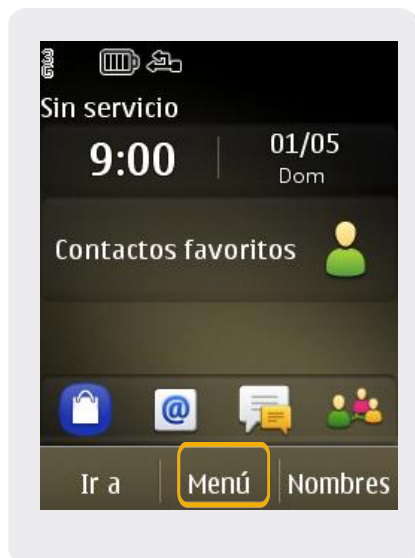 Sin servicio
9:00
01/05
Dom
Contactos favoritos
@
Ir a Menú Nombres